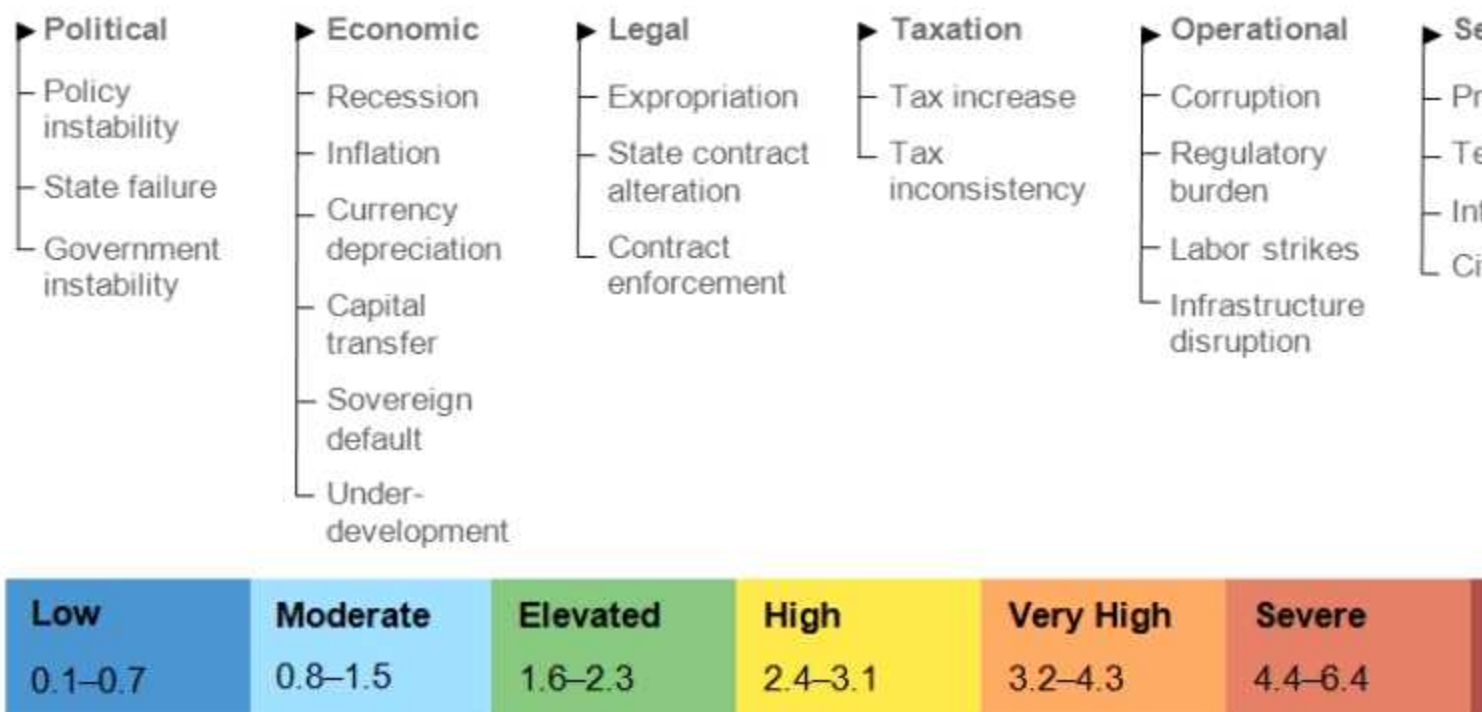 Political
Policy
instability
State failure
Government
instability
Economic
Recession
Inflation
Currency
depreciation
Capital
transfer
Sovereign
default
Under-
development
Legal
Expropriation
State contract
alteration
Contract
enforcement
Taxation
Tax increase
Tax
inconsistency
Operational
Corruption
Regulatory
burden
Labor strikes
Infrastructure
disruption
Low
0.1–0.7
Moderate
0.8–1.5
Elevated
1.6–2.3
High
2.4–3.1
Very High
3.2–4.3
Severe
4.4–6.4